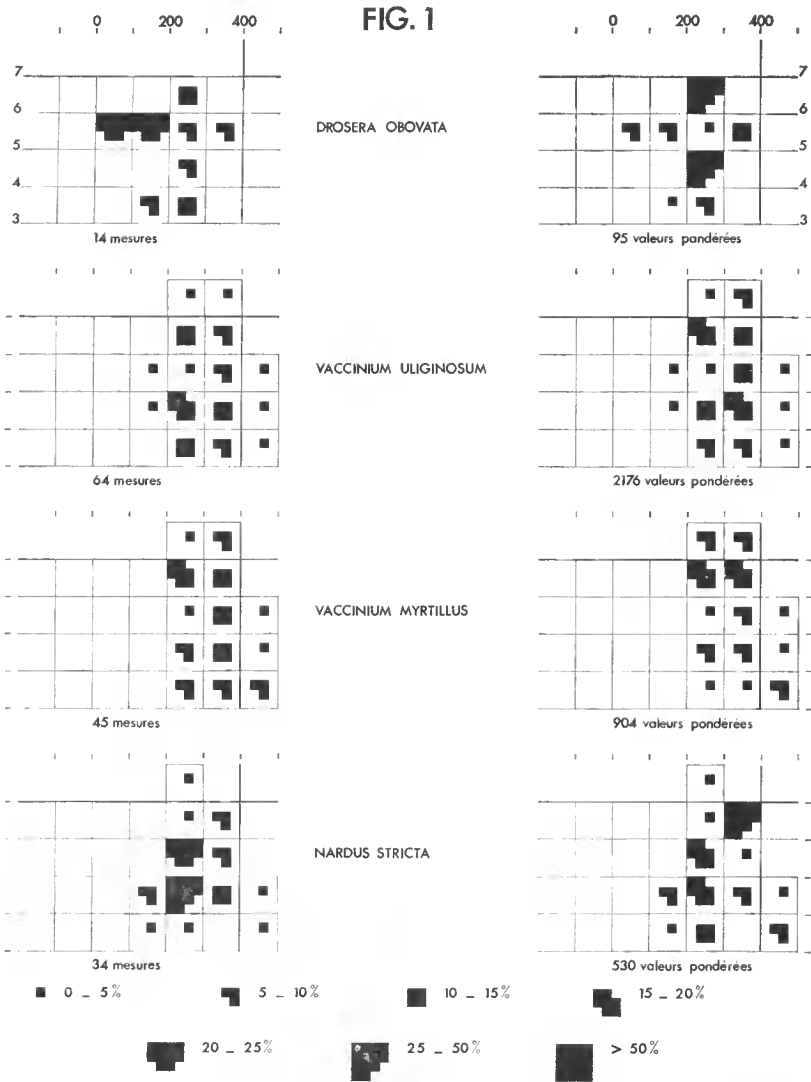 FIG. 1
0 200 400
0 200 400
7
6
5
4
3
DROSERA OBOVATA
7
6
5
4
3
14 mesures
95 valeurs pandérées
VACCINIUM ULIGINOSUM
64 mesures
2176 valeurs pondérées
VACCINIUM MYRTILLUS
45 mesures
904 valeurs pondérées
NARDUS STRICTA
34 mesures
530 valeurs pondérées
0 _ 5% 5 _ 10% 10 _ 15% 15 _ 20%
20 _ 25% 25 _ 50% > 50%